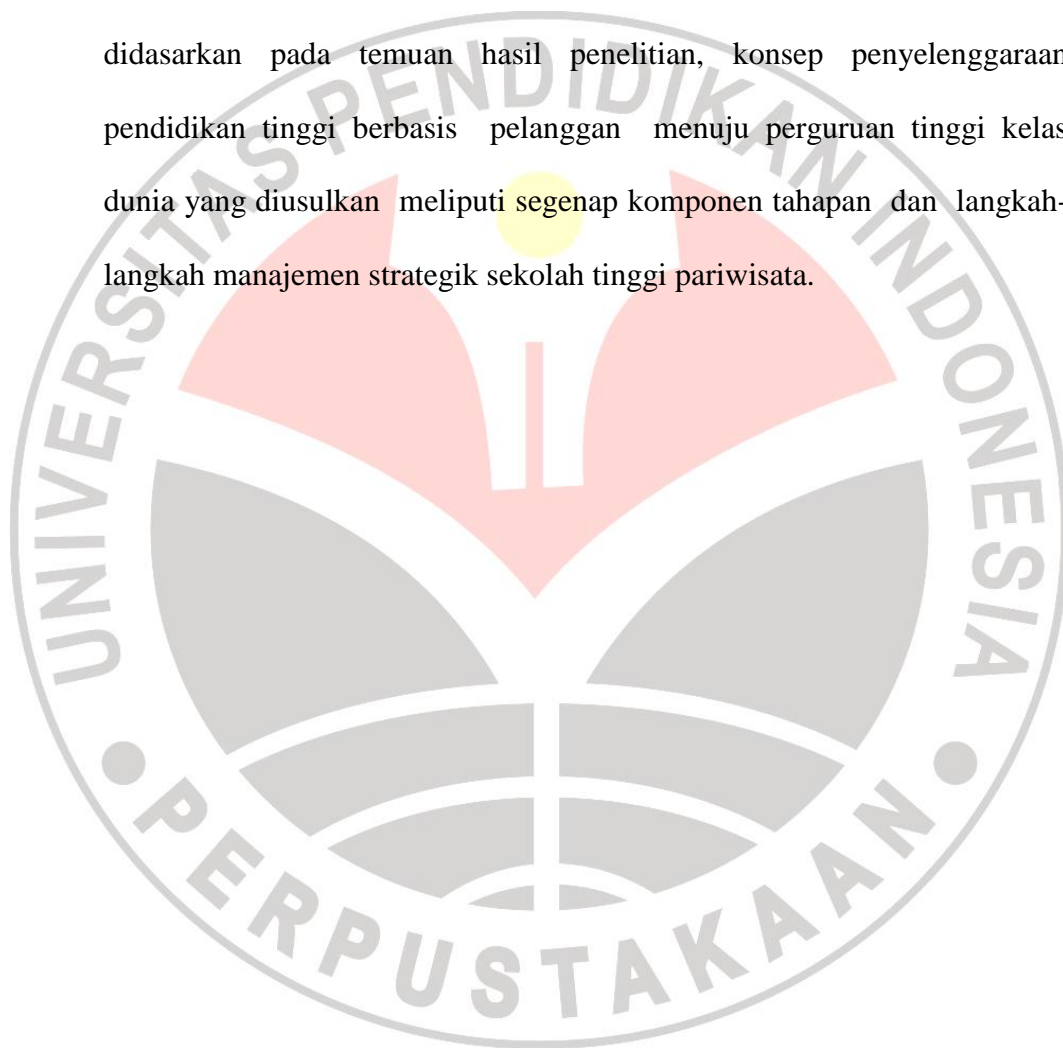 didasarkan pada temuan hasil penelitian, konsep penyelenggaraan
pendidikan tinggi berbasis pelanggan menuju perguruan tinggi kelas
dunia yang diusulkan meliputi segenap komponen tahapan dan langkah-
langkah manajemen strategik sekolah tinggi pariwisata.
UNIVERSITAS PENDIDIKAN INDONESIA
PERPUSTAKAAN